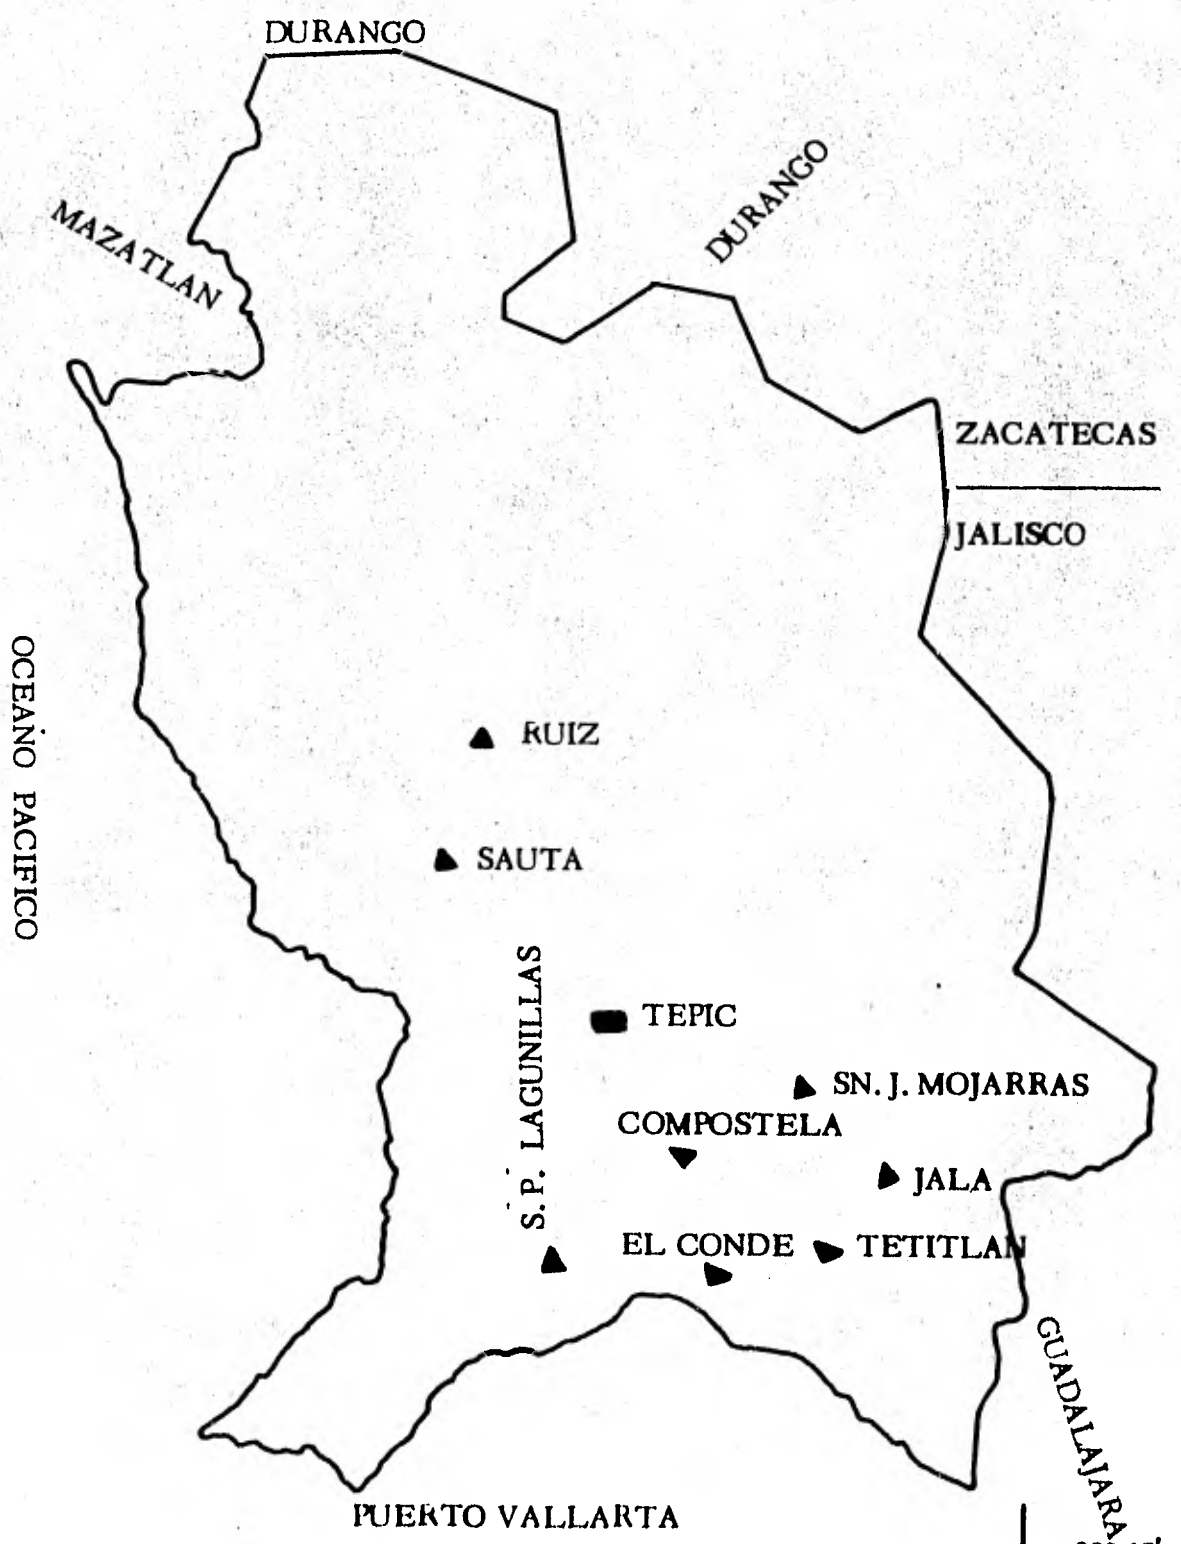 DURANGO
DURANGO
MAZATLAN
ZACATECAS
JALISCO
OCEANO PACIFICO
RUIZ
SAUTA
S. P. LAGUNILLAS
TEPIC
SN. J. MOJARRAS
COMPOSTELA
JALA
EL CONDE
TETITLAN
GUADALAJARA
PUERTO VALLARTA